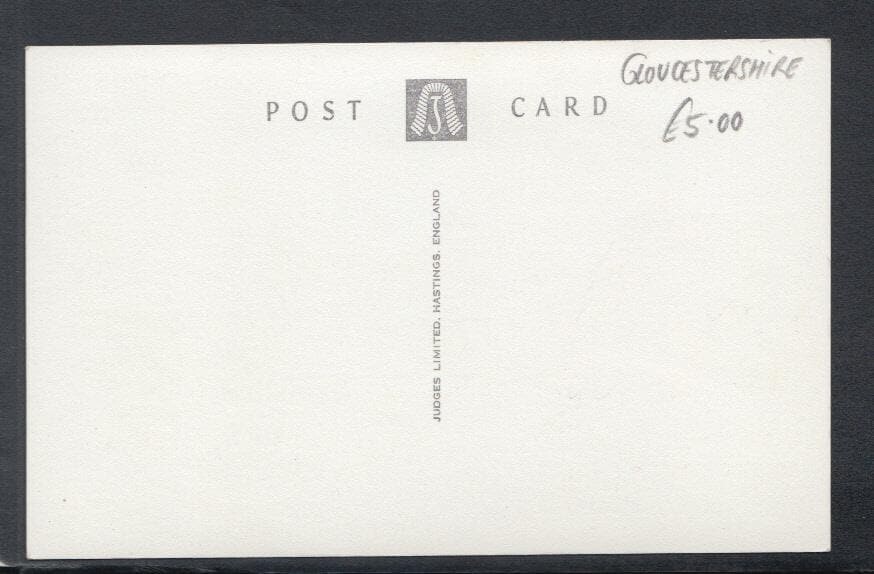 GLOUCESTERSHIRE
POST J CARD
£5.00
JUDGES LIMITED, HASTINGS, ENGLAND